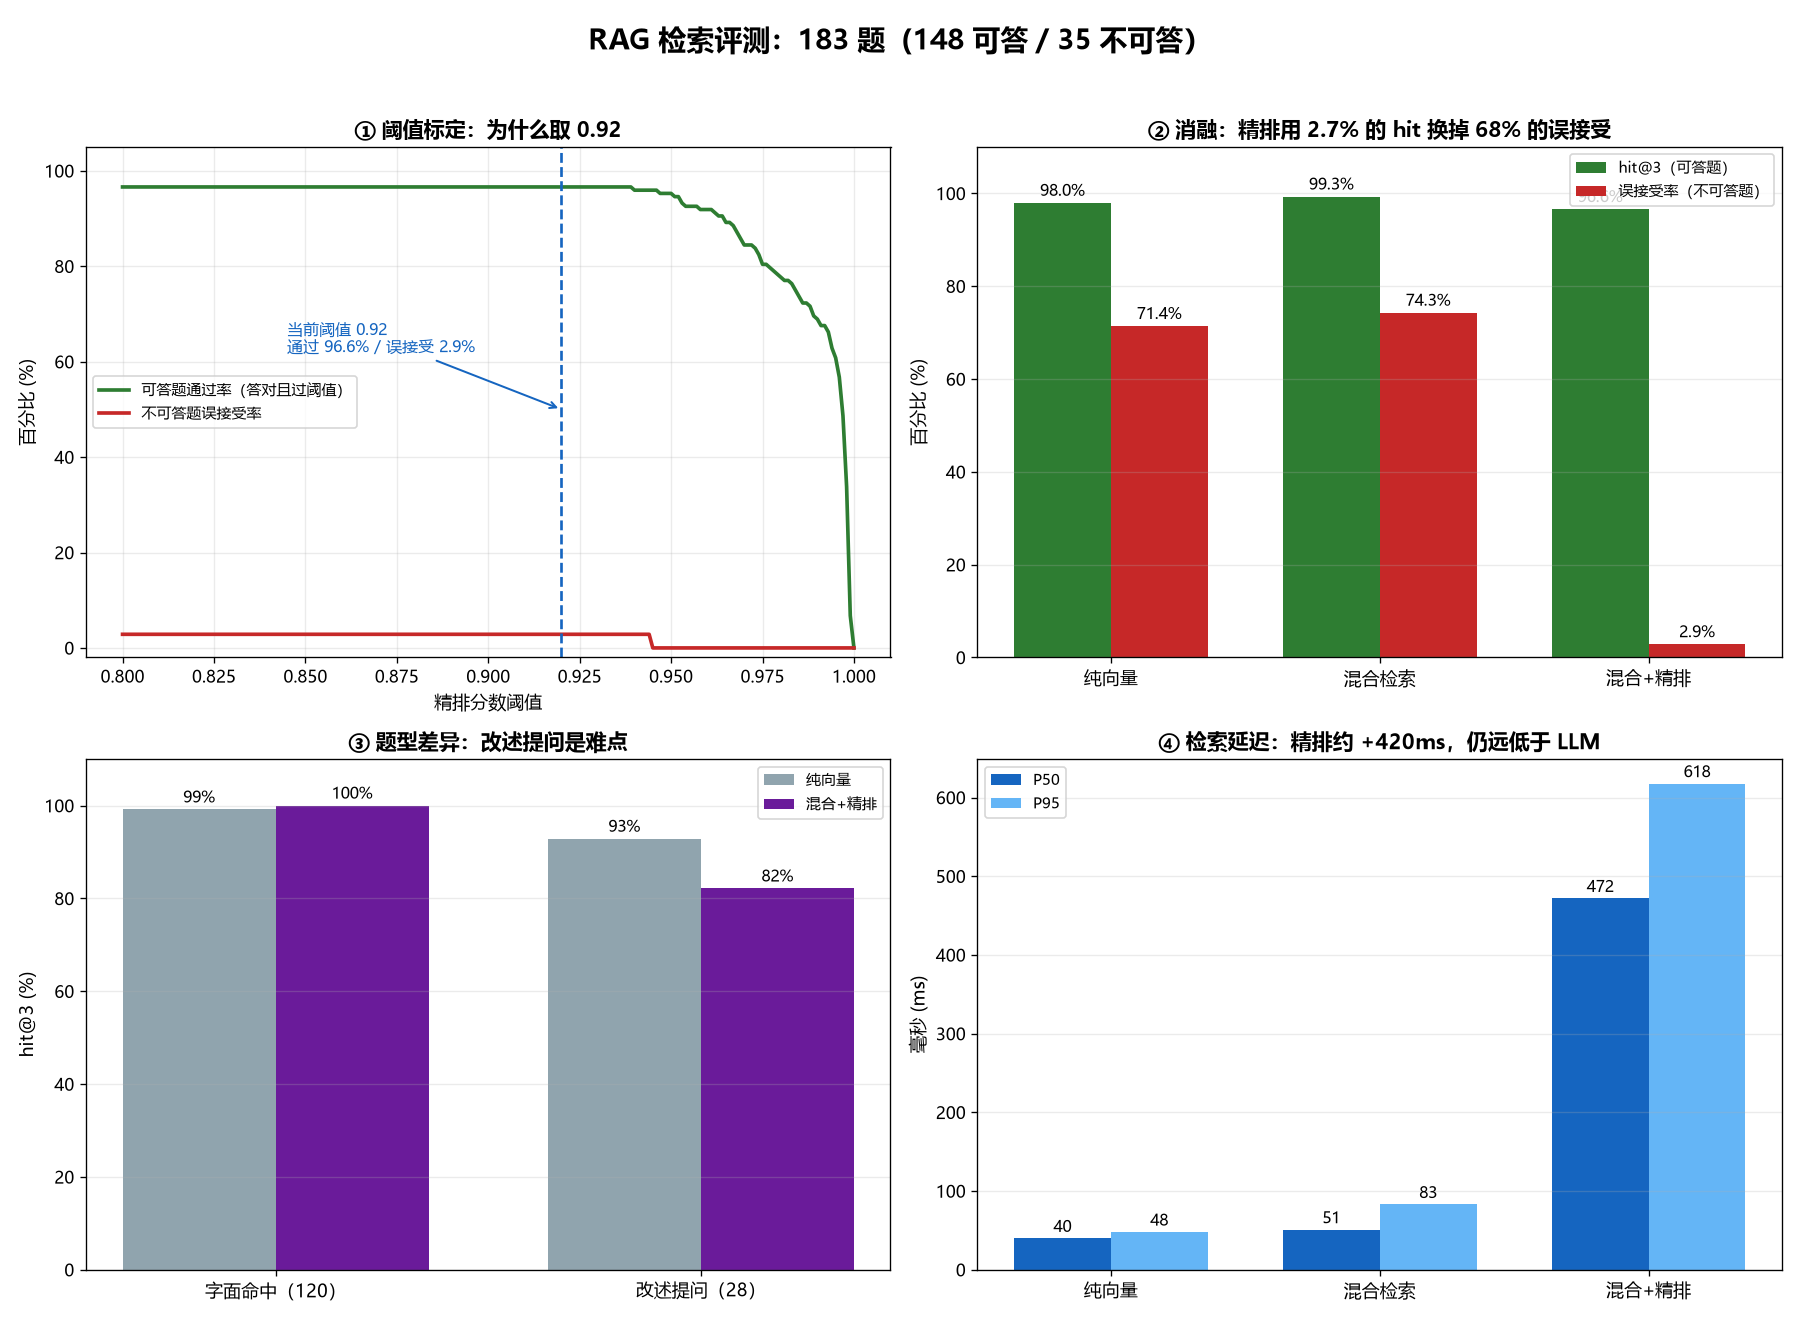 RAG 检索评测：183 题（148 可答 / 35 不可答）
① 阈值标定：为什么取 0.92
百分比 (%)
100
80
60
40
20
0
当前阈值 0.92
通过 96.6% / 误接受 2.9%
可答题通过率（答对且过阈值）
不可答题误接受率
0.800 0.825 0.850 0.875 0.900 0.925 0.950 0.975 1.000
精排分数阈值
② 消融：精排用 2.7% 的 hit 换掉 68% 的误接受
百分比 (%)
100
80
60
40
20
0
hit@3（可答题）
误接受率（不可答题）
98.0%
71.4%
99.3%
74.3%
96.6%
2.9%
纯向量 混合检索 混合+精排
③ 题型差异：改述提问是难点
hit@3 (%)
100
80
60
40
20
0
纯向量
混合+精排
99%
100%
93%
82%
字面命中（120） 改述提问（28）
④ 检索延迟：精排约 +420ms，仍远低于 LLM
毫秒 (ms)
600
500
400
300
200
100
0
P50
P95
40
48
51
83
472
618
纯向量 混合检索 混合+精排